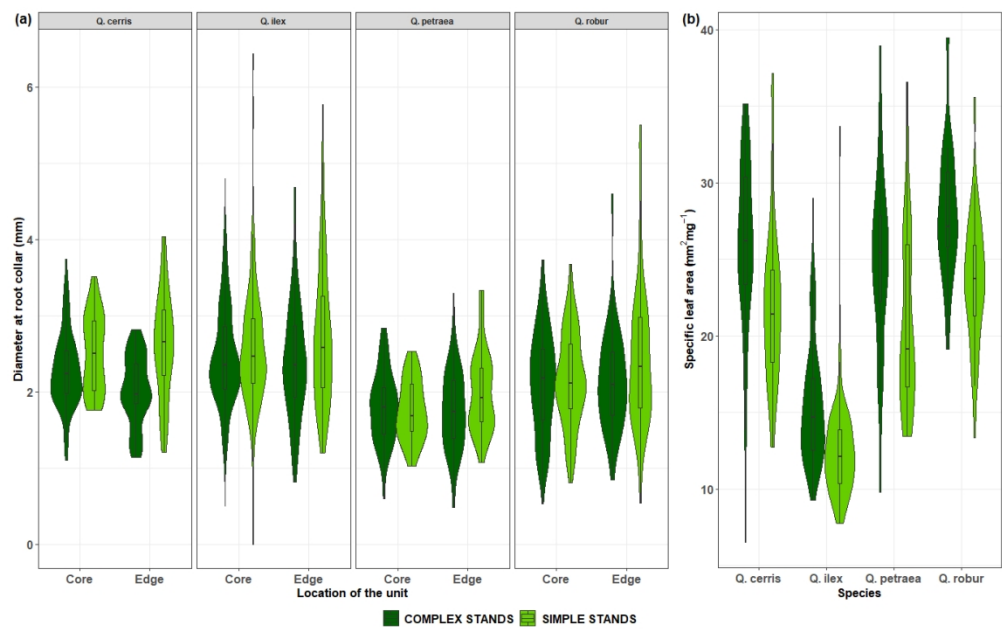 (a)
Q. cerris
Q. ilex
Q. petraea
Q. robur
Diameter at root collar (mm)
6
4
2
0
Core
Edge
Core
Edge
Core
Edge
Core
Edge
Location of the unit
(b)
Specific leaf area (mm²mg⁻¹)
40
30
20
10
Q. cerris
Q. ilex
Q. petraea
Q. robur
Species
COMPLEX STANDS
SIMPLE STANDS